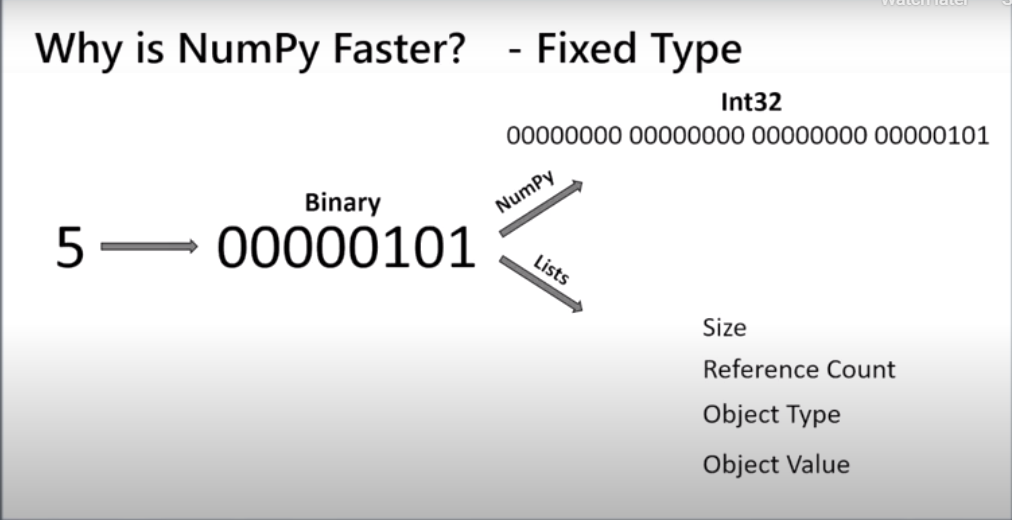 Watch later
Why is NumPy Faster? - Fixed Type
Int32
00000000 00000000 00000000 00000101
NumPy
Binary
5 00000101
Lists
Size
Reference Count
Object Type
Object Value